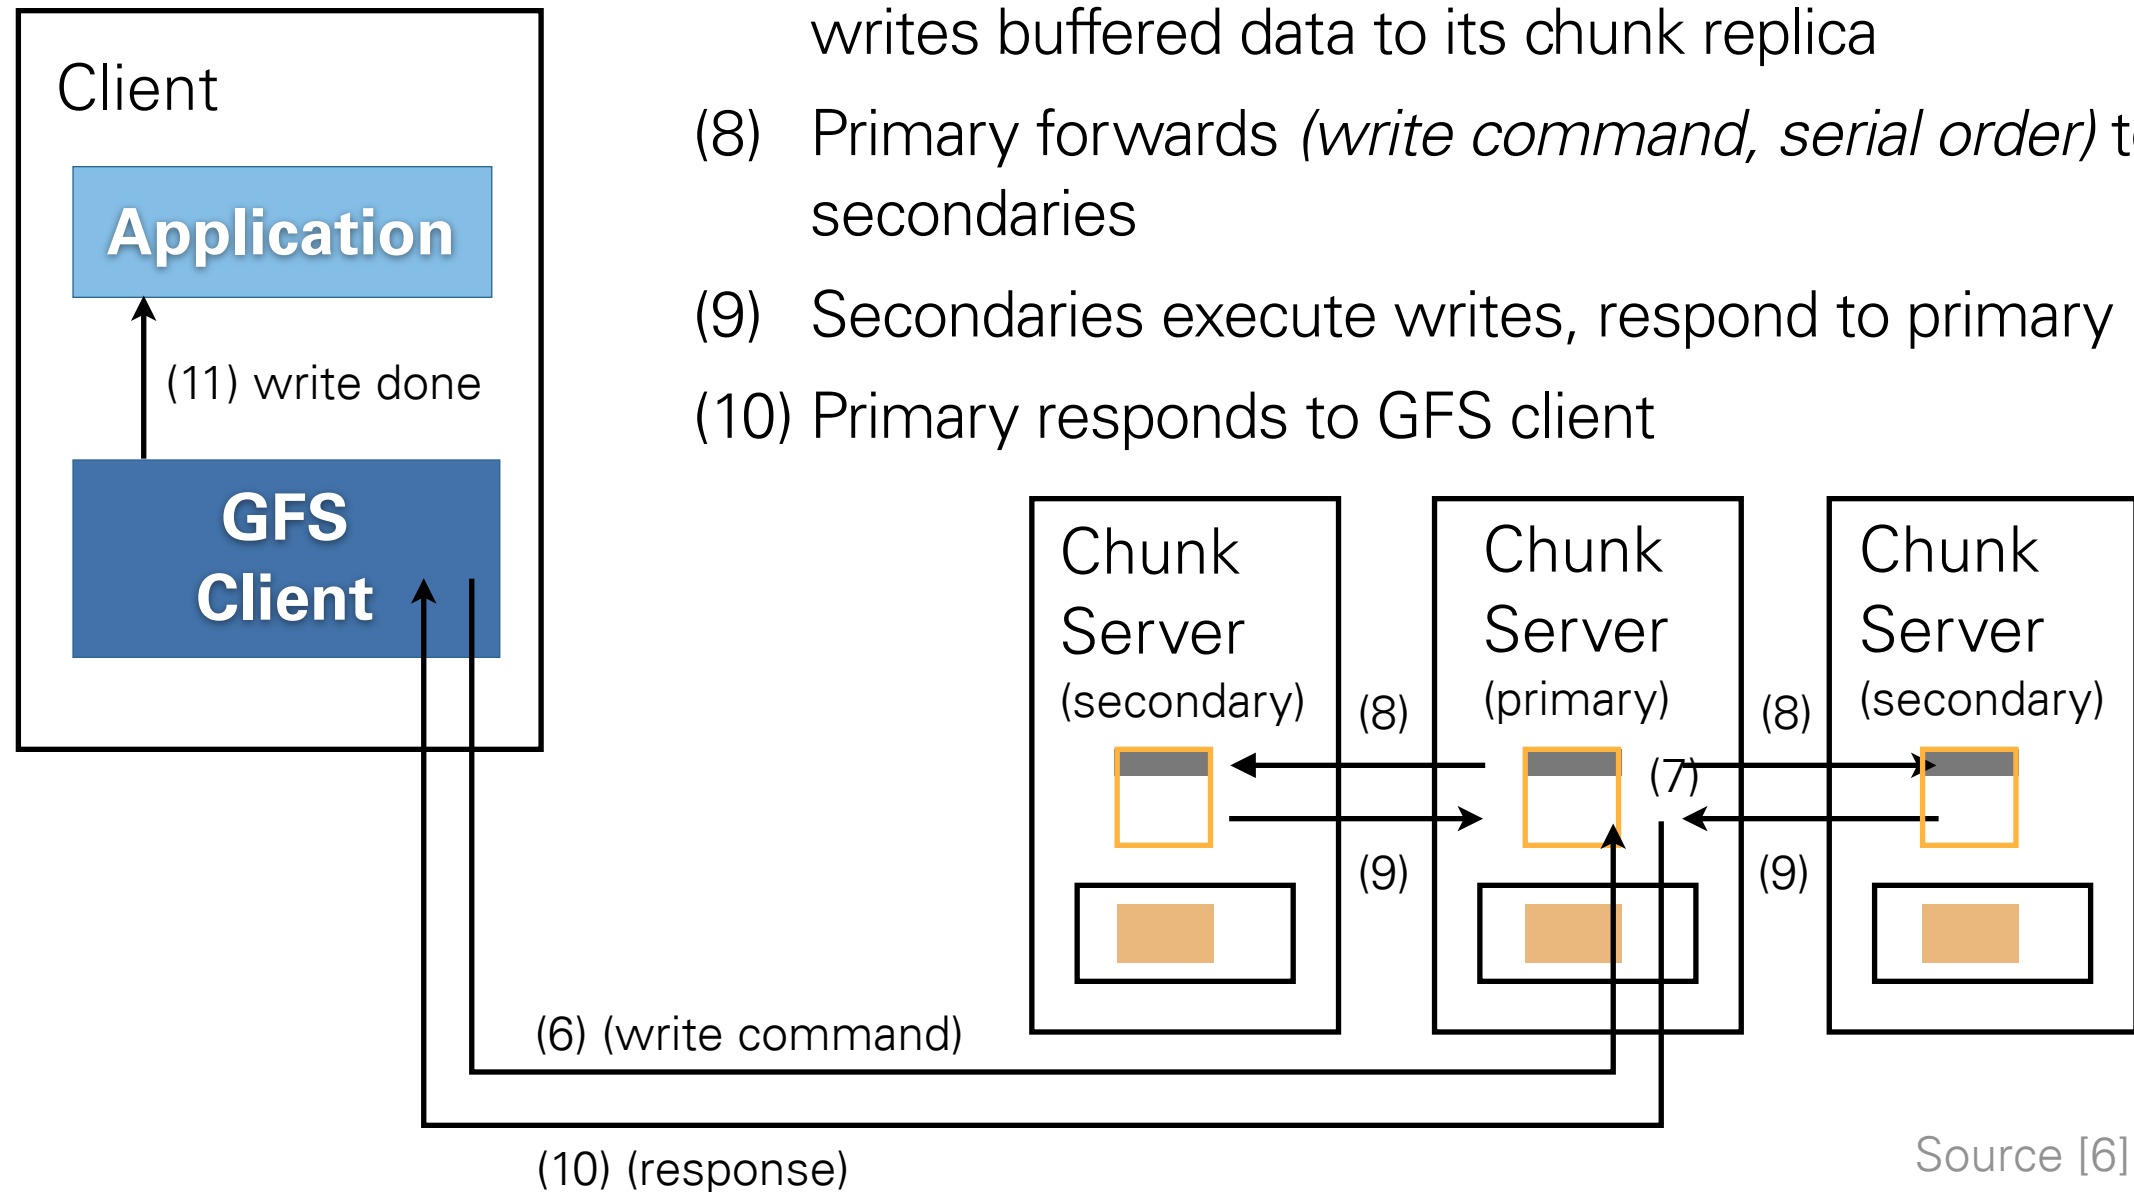 writes buffered data to its chunk replica
(8) Primary forwards (write command, serial order)
secondaries
(9) Secondaries execute writes, respond to primary
(10) Primary responds to GFS client
Client
Application
(11) write done
GFS
Client
Chunk
Server
(secondary)
(8)
(9)
Chunk
Server
(primary)
(7)
(8)
(9)
Chunk
Server
(secondary)
(6) (write command)
(10) (response)
Source [6]